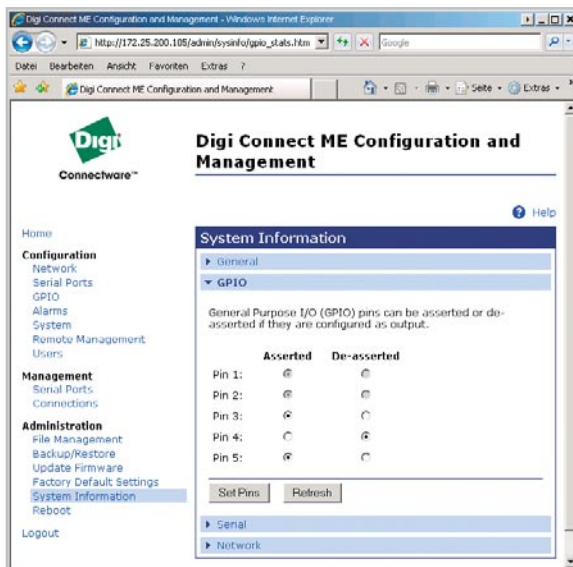 Digi Connect ME Configuration and Management - Windows Internet Explorer
http://172.25.200.105/admin/sysinfo/gpio_stats.htm
Google
Datei Bearbeiten Ansicht Favoriten Extras ?
Digi Connect ME Configuration and Management
Seite
Extras
Digi
Connectware™
Digi Connect ME Configuration and
Management
Help
Home
Configuration
Network
Serial Ports
GPIO
Alarms
System
Remote Management
Users
Management
Serial Ports
Connections
Administration
File Management
Backup/Restore
Update Firmware
Factory Default Settings
System Information
Reboot
Logout
System Information
General
GPIO
General Purpose I/O (GPIO) pins can be asserted or de-
asserted if they are configured as output.
Asserted De-asserted
Pin 1:
Pin 2:
Pin 3:
Pin 4:
Pin 5:
Set Pins Refresh
Serial
Network